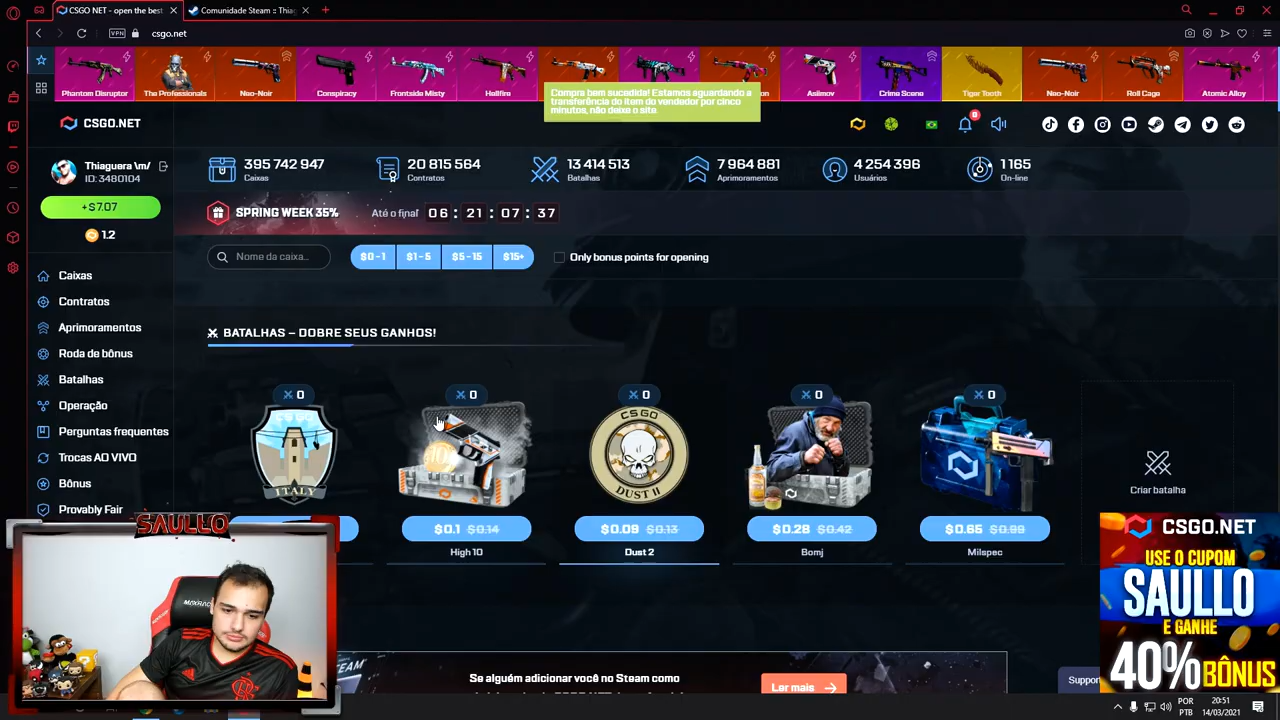 CSGO NET - open the best
Comunidade Steam :: Thiag
VPN
csgo.net
Phantom Disruptor
The Professionals
Neo-Noir
Conspiracy
Frontside Misty
Hellfire
Asiimov
Crime Scene
Tiger Tooth
Neo-Noir
Roll Cage
Atomic Alloy
Compra bem sucedida! Estamos aguardando a
transferência do item do vendedor por cinco
minutos, não deixe o site.
CSGO.NET
8
Thiaguera \m/
ID: 3480104
+$7.07
1.2
395 742 947
Caixas
20 815 564
Contratos
13 414 513
Batalhas
7 964 881
Aprimoramentos
4 254 396
Usuários
1 165
On-line
SPRING WEEK 35%
Até o final
06 : 21 : 07 : 37
Nome da caixa...
$0 - 1
$1 - 5
$5 - 15
$15+
Only bonus points for opening
Caixas
Contratos
Aprimoramentos
Roda de bônus
Batalhas
Operação
Perguntas frequentes
Trocas AO VIVO
Bônus
Provably Fair
BATALHAS – DOBRE SEUS GANHOS!
0
0
0
0
0
ITALY
CSGO
DUST II
$0.1 $0.14
$0.09 $0.13
$0.28 $0.42
$0.65 $0.98
High 10
Dust 2
Bomj
Milspec
Criar batalha
SAULLO
STEAM
Se alguém adicionar você no Steam como
Ler mais
Support
CSGO.NET
USE O CUPOM
SAULLO
E GANHE
40% BÔNUS
POR
PTB
20:51
14/03/2021